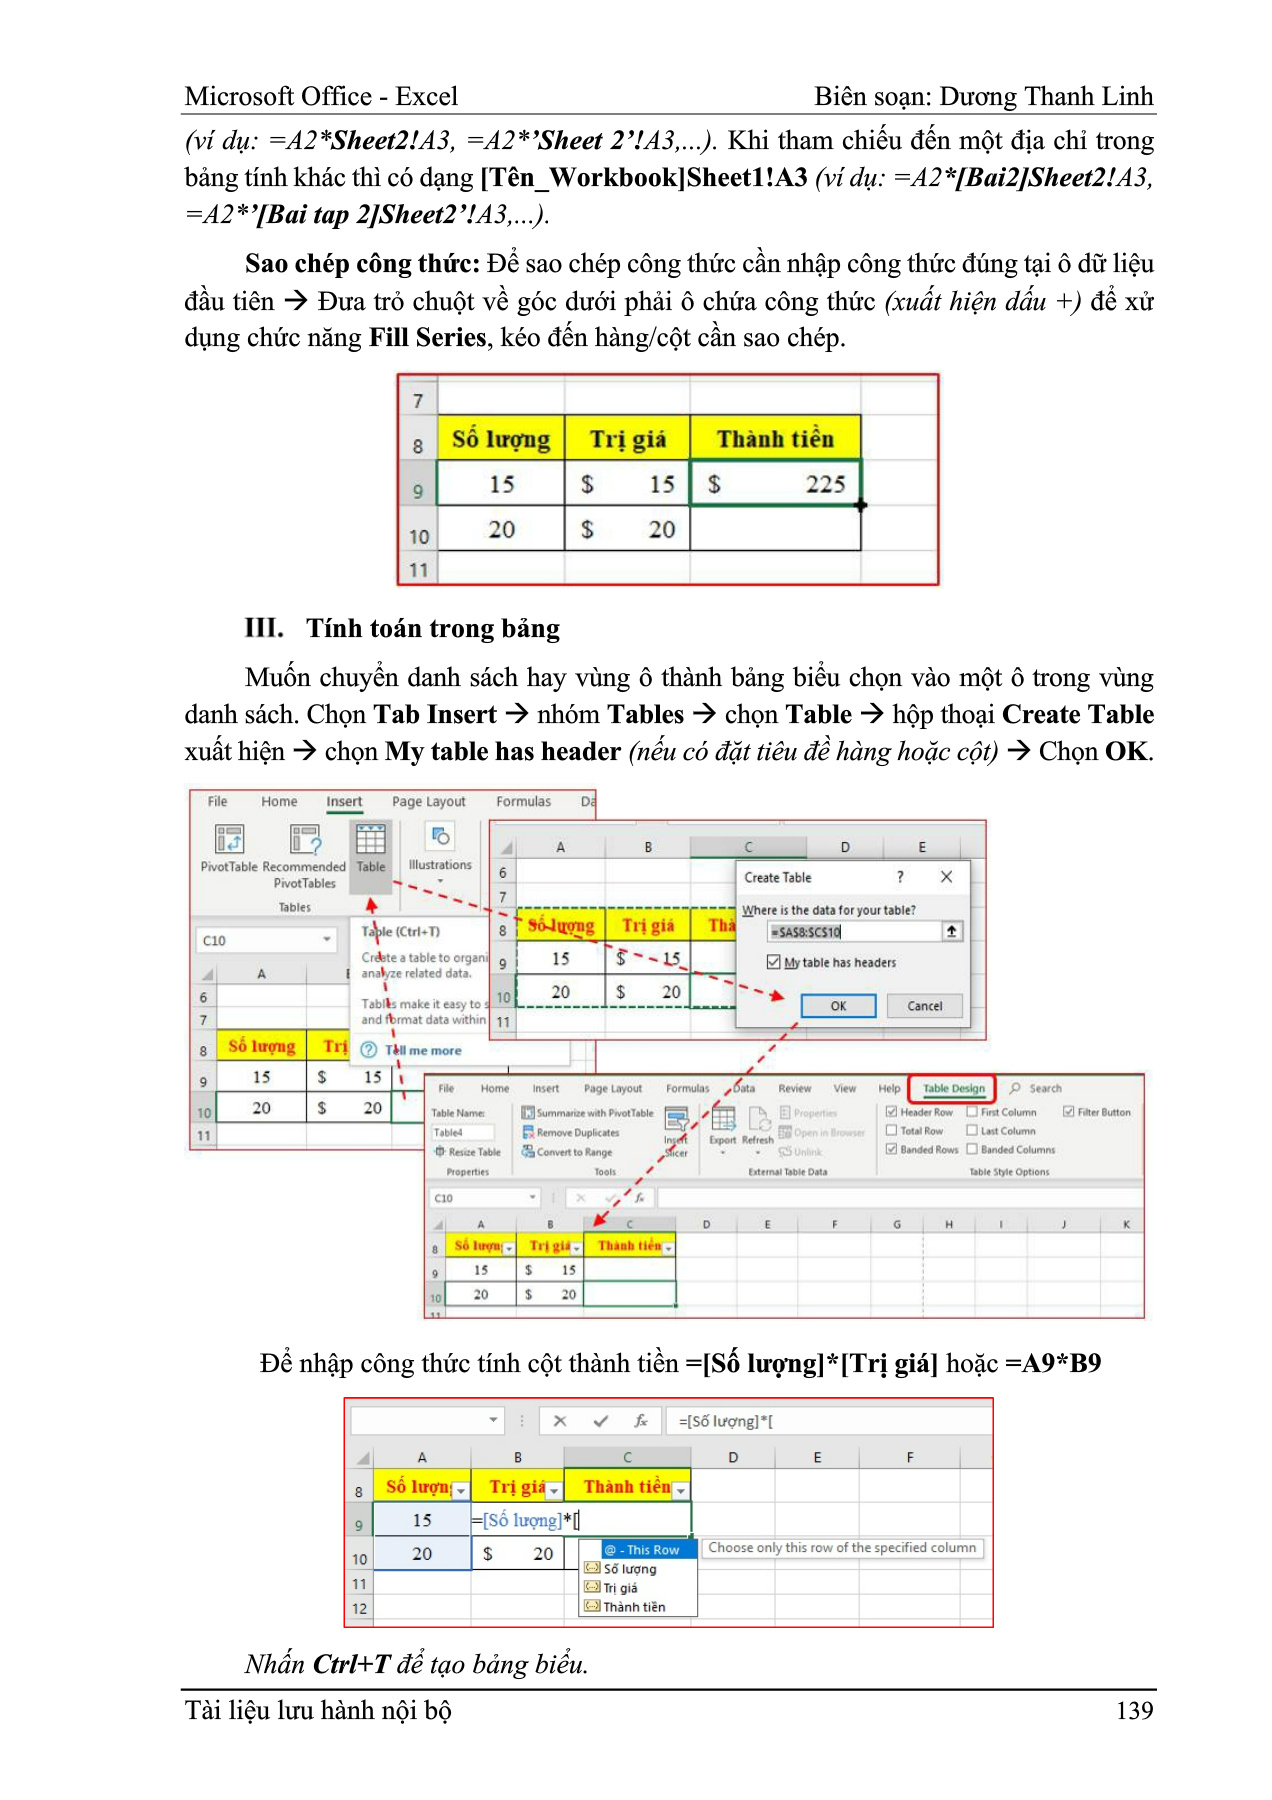 Microsoft Office - Excel Biên soạn: Dương Thanh Linh
(ví dụ: =A2*Sheet2!A3, =A2*’Sheet 2’!A3,...). Khi tham chiếu đến một địa chỉ trong
bảng tính khác thì có dạng [Tên_Workbook]Sheet1!A3 (ví dụ: =A2*[Bai2]Sheet2!A3,
=A2*’[Bai tap 2]Sheet2’!A3,...).
Sao chép công thức: Để sao chép công thức cần nhập công thức đúng tại ô dữ liệu
đầu tiên → Đưa trỏ chuột về góc dưới phải ô chứa công thức (xuất hiện dấu +) để xử
dụng chức năng Fill Series, kéo đến hàng/cột cần sao chép.
7
8 Số lượng Trị giá Thành tiền
9 15 $ 15 $ 225
10 20 $ 20
11
III. Tính toán trong bảng
Muốn chuyển danh sách hay vùng ô thành bảng biểu chọn vào một ô trong vùng
danh sách. Chọn Tab Insert → nhóm Tables → chọn Table → hộp thoại Create Table
xuất hiện → chọn My table has header (nếu có đặt tiêu đề hàng hoặc cột) → Chọn OK.
File Home Insert Page Layout Formulas Da
PivotTable Recommended Table Illustrations
PivotTables
Tables
C10
Table (Ctrl+T)
Create a table to organi
analyze related data.
Tables make it easy to s
and format data within
Tell me more
A
6
7
8 Số lượng Trị
9 15 $ 15
10 20 $ 20
11
A B C D E
6
7
8 Số lượng Trị giá Thà
9 15 $ 15
10 20 $ 20
11
Create Table ? X
Where is the data for your table?
=$A$8:$C$10
My table has headers
OK Cancel
File Home Insert Page Layout Formulas Data Review View Help Table Design Search
Table Name: Summarize with PivotTable Properties Header Row First Column Filter Button
Table4 Remove Duplicates Insert Export Refresh Open in Browser Total Row Last Column
Resize Table Convert to Range Slicer Unlink Banded Rows Banded Columns
Properties Tools External Table Data Table Style Options
C10 fx
A B C D E F G H I J K
8 Số lượn Trị giá Thành tiền
9 15 $ 15
10 20 $ 20
11
Để nhập công thức tính cột thành tiền =[Số lượng]*[Trị giá] hoặc =A9*B9
fx =[Số lượng]*[
A B C D E F
8 Số lượn Trị giá Thành tiền
9 15 =[Số lượng]*[
10 20 $ 20 @ - This Row Choose only this row of the specified column
Số lượng
11 Trị giá
12 Thành tiền
Nhấn Ctrl+T để tạo bảng biểu.
Tài liệu lưu hành nội bộ 139